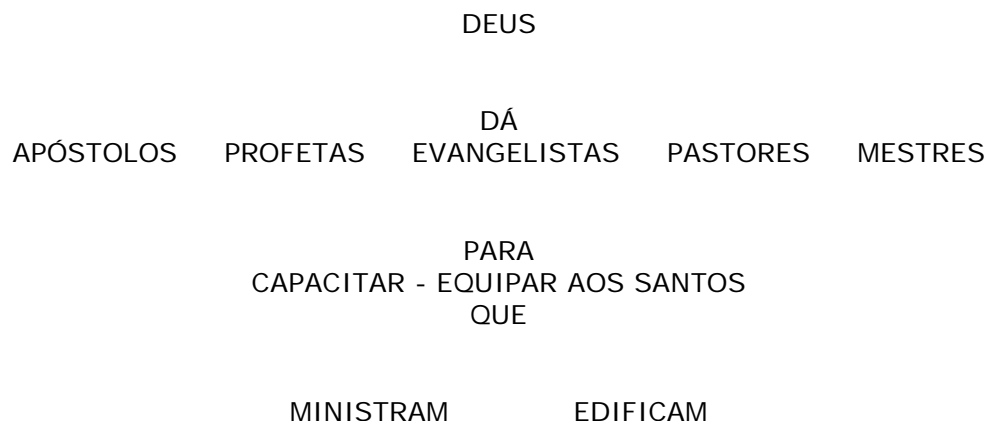 DEUS
DÁ
APÓSTOLOS PROFETAS EVANGELISTAS PASTORES MESTRES
PARA
CAPACITAR - EQUIPAR AOS SANTOS
QUE
MINISTRAM EDIFICAM